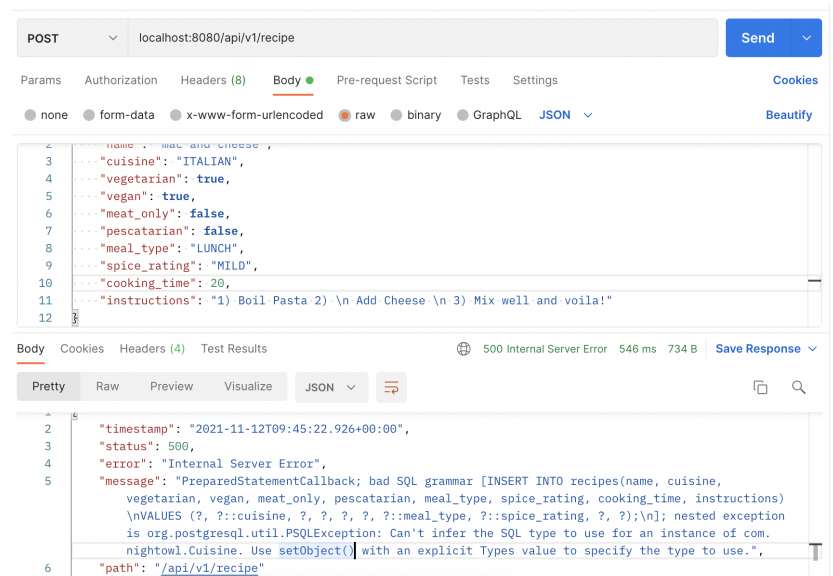 POST
localhost:8080/api/v1/recipe
Send
Params Authorization Headers (8) Body Pre-request Script Tests Settings Cookies
none form-data x-www-form-urlencoded raw binary GraphQL JSON Beautify
2 "name": "mac and cheese",
3 "cuisine": "ITALIAN",
4 "vegetarian": true,
5 "vegan": true,
6 "meat_only": false,
7 "pescatarian": false,
8 "meal_type": "LUNCH",
9 "spice_rating": "MILD",
10 "cooking_time": 20,
11 "instructions": "1) Boil Pasta 2) \n Add Cheese \n 3) Mix well and voila!"
12 }
Body Cookies Headers (4) Test Results 500 Internal Server Error 546 ms 734 B Save Response
Pretty Raw Preview Visualize JSON
1 {
2 "timestamp": "2021-11-12T09:45:22.926+00:00",
3 "status": 500,
4 "error": "Internal Server Error",
5 "message": "PreparedStatementCallback; bad SQL grammar [INSERT INTO recipes(name, cuisine,
vegetarian, vegan, meat_only, pescatarian, meal_type, spice_rating, cooking_time, instructions)
\nVALUES (?, ?::cuisine, ?, ?, ?, ?, ?::meal_type, ?::spice_rating, ?, ?);\n]; nested exception
is org.postgresql.util.PSQLException: Can't infer the SQL type to use for an instance of com.
nightowl.Cuisine. Use setObject() with an explicit Types value to specify the type to use.",
6 "path": "/api/v1/recipe"